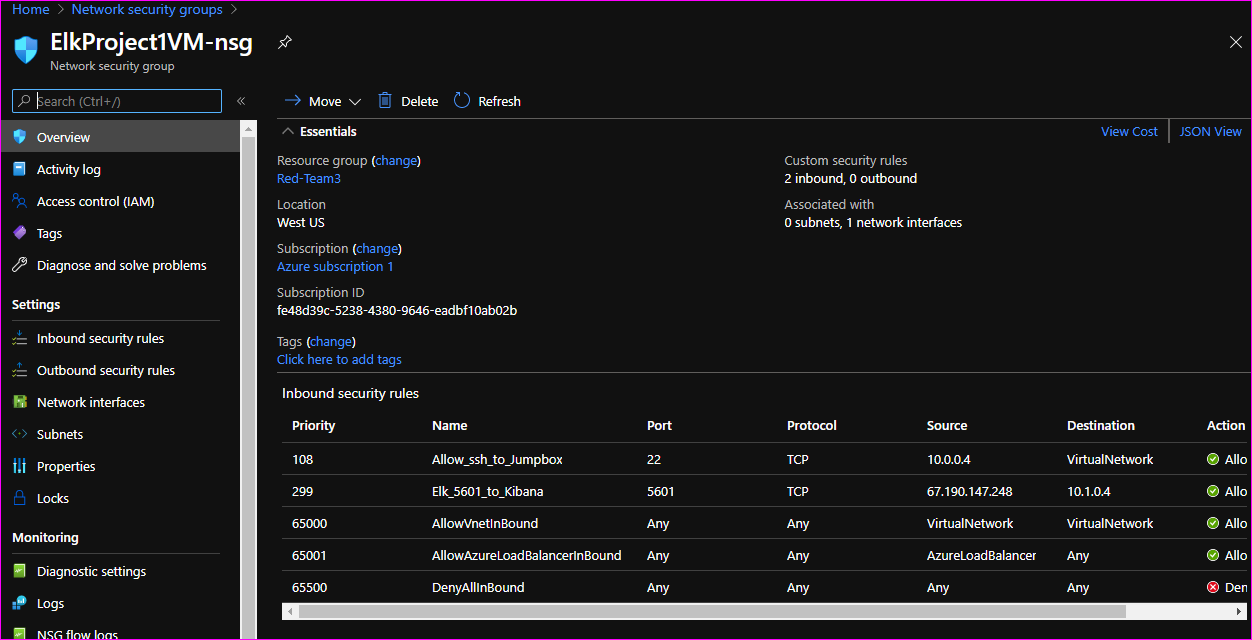 Home > Network security groups >
ElkProject1VM-nsg
Network security group
Search (Ctrl+/)
«
Overview
Activity log
Access control (IAM)
Tags
Diagnose and solve problems
Settings
Inbound security rules
Outbound security rules
Network interfaces
Subnets
Properties
Locks
Monitoring
Diagnostic settings
Logs
NSG flow logs
Move Delete Refresh
Essentials
View Cost JSON View
Resource group (change)
Red-Team3
Location
West US
Subscription (change)
Azure subscription 1
Subscription ID
fe48d39c-5238-4380-9646-eadbf10ab02b
Tags (change)
Click here to add tags
Custom security rules
2 inbound, 0 outbound
Associated with
0 subnets, 1 network interfaces
Inbound security rules
Priority Name Port Protocol Source Destination Action
108 Allow_ssh_to_Jumpbox 22 TCP 10.0.0.4 VirtualNetwork Allo
299 Elk_5601_to_Kibana 5601 TCP 67.190.147.248 10.1.0.4 Allo
65000 AllowVnetInBound Any Any VirtualNetwork VirtualNetwork Allo
65001 AllowAzureLoadBalancerInBound Any Any AzureLoadBalancer Any Allo
65500 DenyAllInBound Any Any Any Any Den